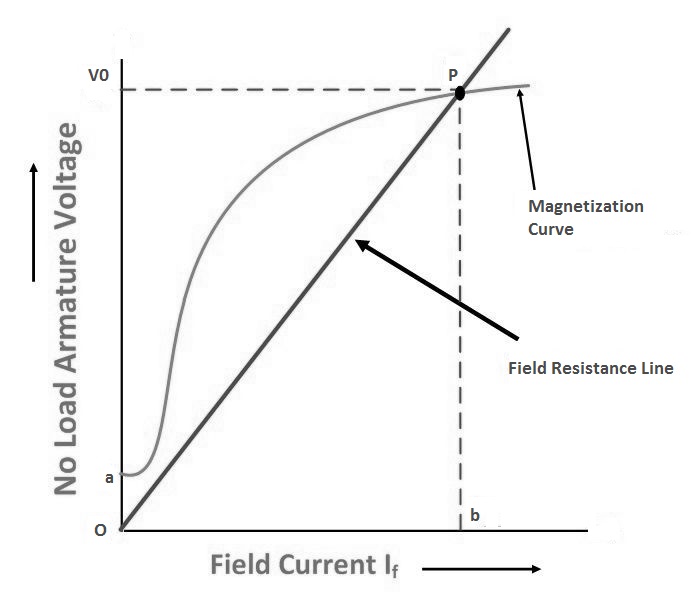 V0
P
No Load Armature Voltage
Magnetization
Curve
Field Resistance Line
a
b
O
Field Current If